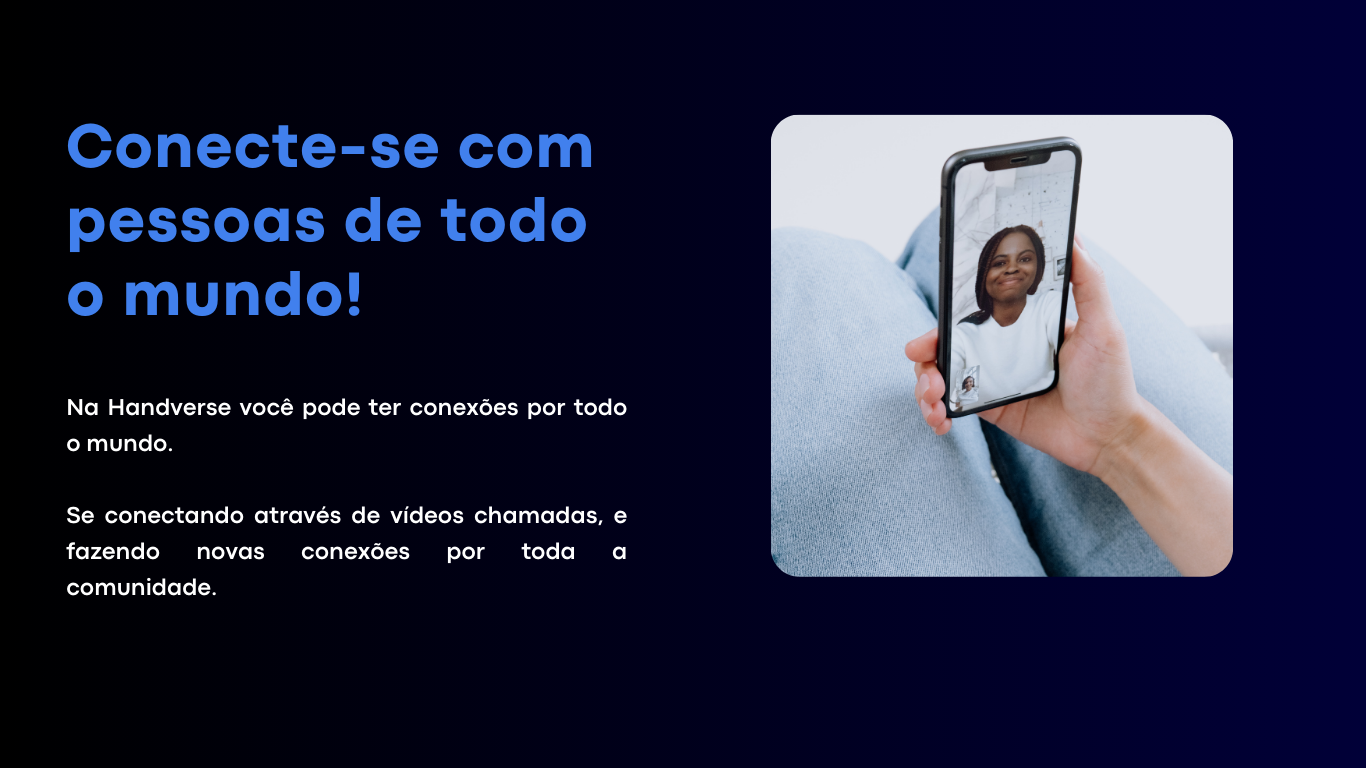 Conecte-se com
pessoas de todo
o mundo!
Na Handverse você pode ter conexões por todo
o mundo.
Se conectando através de vídeos chamadas, e
fazendo novas conexões por toda a
comunidade.